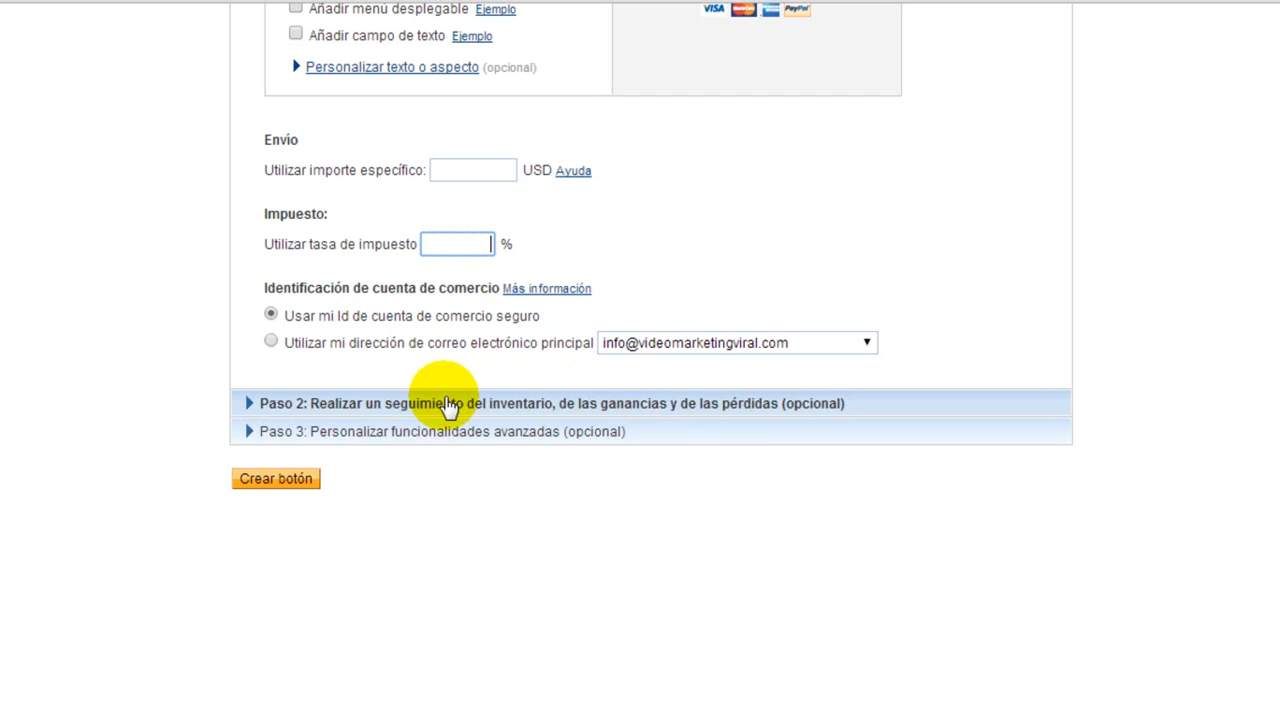 Añadir menú desplegable Ejemplo
VISA PayPal
Añadir campo de texto Ejemplo
Personalizar texto o aspecto (opcional)
Envío
Utilizar importe específico: USD Ayuda
Impuesto:
Utilizar tasa de impuesto %
Identificación de cuenta de comercio Más información
Usar mi Id de cuenta de comercio seguro
Utilizar mi dirección de correo electrónico principal info@videomarketingviral.com
Paso 2: Realizar un seguimiento del inventario, de las ganancias y de las pérdidas (opcional)
Paso 3: Personalizar funcionalidades avanzadas (opcional)
Crear botón